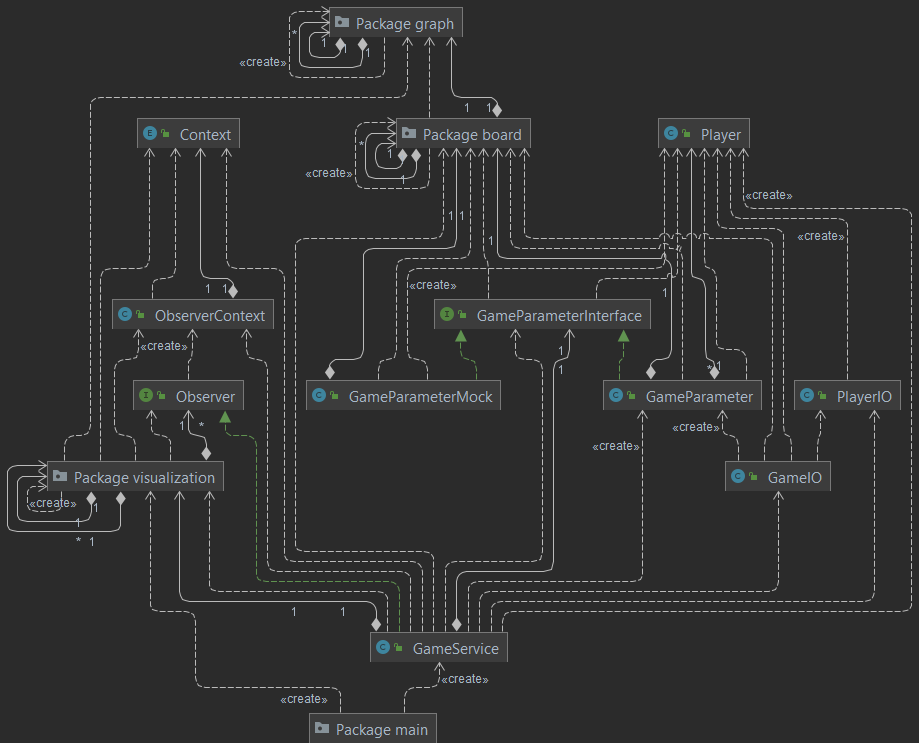 Package graph
*
1
1
1
«create»
1
1
E Context
Package board
C Player
*
1
1
«create»
«create»
1
1
«create»
1
«create»
1
1
1
C ObserverContext
I GameParameterInterface
«create»
1
*
1
I Observer
C GameParameterMock
C GameParameter
C PlayerIO
1
*
«create»
«create»
Package visualization
C GameIO
«create»
1
1
*
1
1
1
C GameService
«create»
«create»
Package main